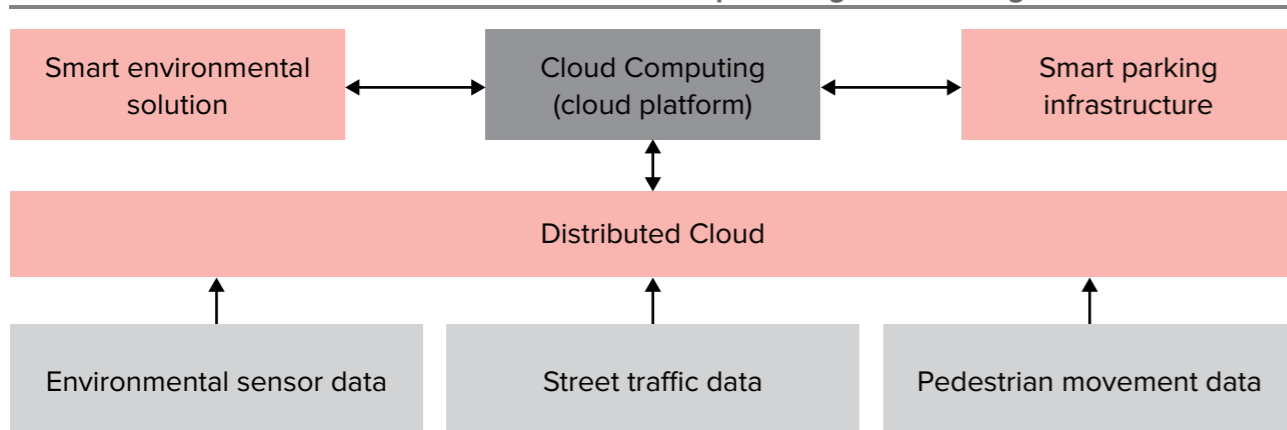 Smart environmental
solution
Cloud Computing
(cloud platform)
Smart parking
infrastructure
Distributed Cloud
Environmental sensor data
Street traffic data
Pedestrian movement data